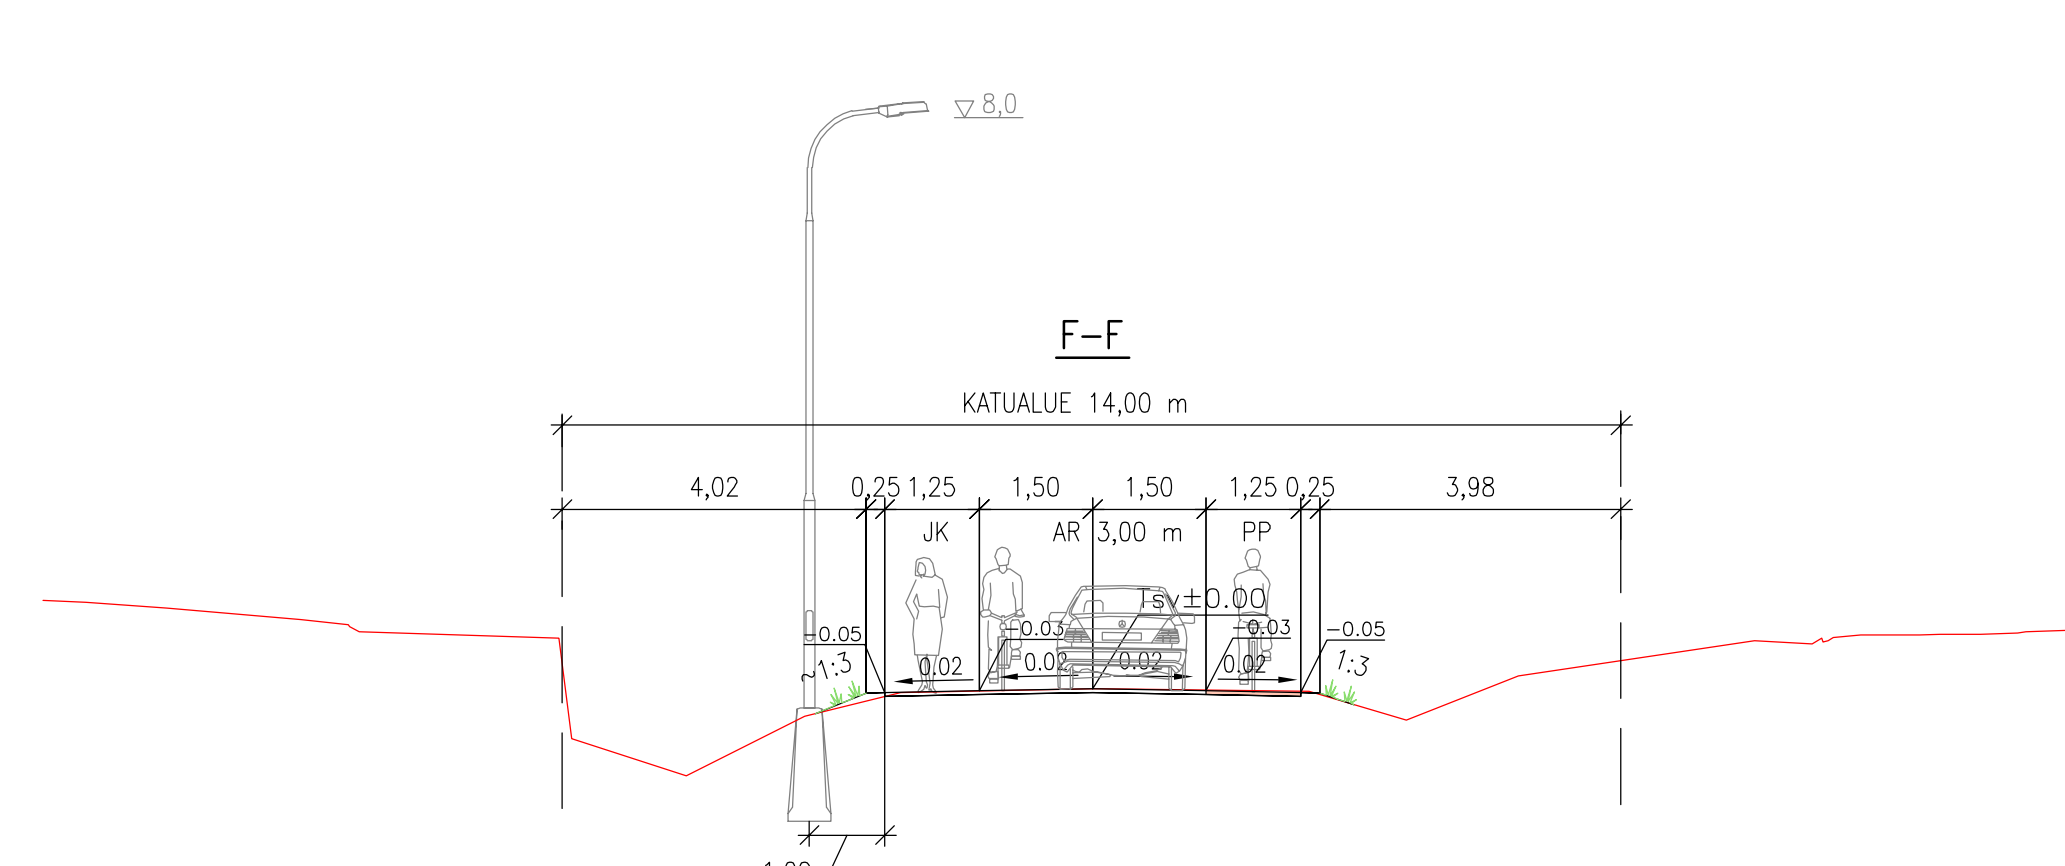 8,0
F-F
KATUALUE 14,00 m
4,02 0,25 1,25 1,50 1,50 1,25 0,25 3,98
JK AR 3,00 m PP
Tsv±0.00
-0.05 -0.03 -0.03 -0.05
~1:3 0.02 0.02 0.02 0.02 1:3